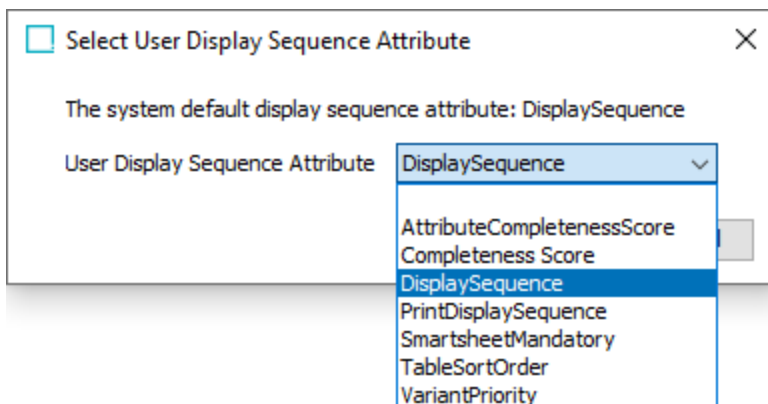 Select User Display Sequence Attribute
The system default display sequence attribute: DisplaySequence
User Display Sequence Attribute DisplaySequence
AttributeCompletenessScore
Completeness Score
DisplaySequence
PrintDisplaySequence
SmartsheetMandatory
TableSortOrder
VariantPriority